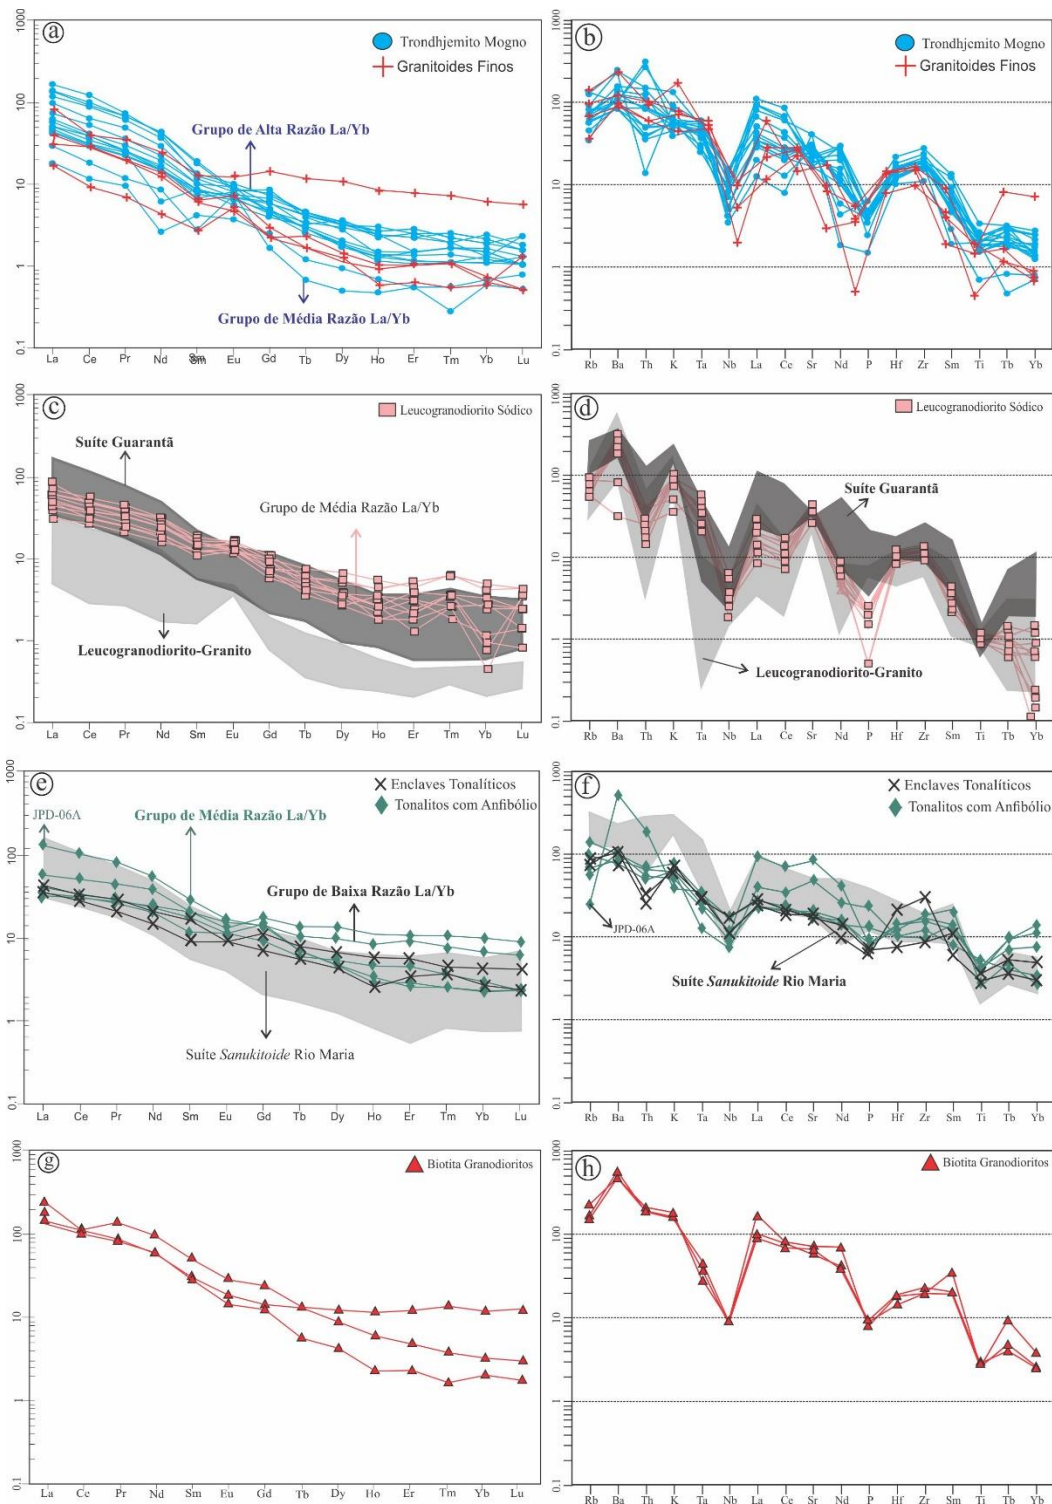 a
Trondhjemito Mogno
Granitoides Finos
Grupo de Alta Razão La/Yb
Grupo de Média Razão La/Yb
1000
100
10
1
0.1
La Ce Pr Nd Sm Eu Gd Tb Dy Ho Er Tm Yb Lu
b
Trondhjemito Mogno
Granitoides Finos
1000
100
10
1
0.1
Rb Ba Th K Ta Nb La Ce Sr Nd P Hf Zr Sm Ti Tb Yb
c
Leucogranodiorito Sódico
Suíte Guarantã
Grupo de Média Razão La/Yb
Leucogranodiorito-Granito
1000
100
10
1
0.1
La Ce Pr Nd Sm Eu Gd Tb Dy Ho Er Tm Yb Lu
d
Leucogranodiorito Sódico
Suíte Guarantã
Leucogranodiorito-Granito
1000
100
10
1
0.1
Rb Ba Th K Ta Nb La Ce Sr Nd P Hf Zr Sm Ti Tb Yb
e
Enclaves Tonalíticos
Tonalitos com Anfibólio
JPD-06A
Grupo de Média Razão La/Yb
Grupo de Baixa Razão La/Yb
Suíte Sanukitoide Rio Maria
1000
100
10
1
0.1
La Ce Pr Nd Sm Eu Gd Tb Dy Ho Er Tm Yb Lu
f
Enclaves Tonalíticos
Tonalitos com Anfibólio
JPD-06A
Suíte Sanukitoide Rio Maria
1000
100
10
1
0.1
Rb Ba Th K Ta Nb La Ce Sr Nd P Hf Zr Sm Ti Tb Yb
g
Biotita Granodioritos
1000
100
10
1
0.1
La Ce Pr Nd Sm Eu Gd Tb Dy Ho Er Tm Yb Lu
h
Biotita Granodioritos
1000
100
10
1
0.1
Rb Ba Th K Ta Nb La Ce Sr Nd P Hf Zr Sm Ti Tb Yb